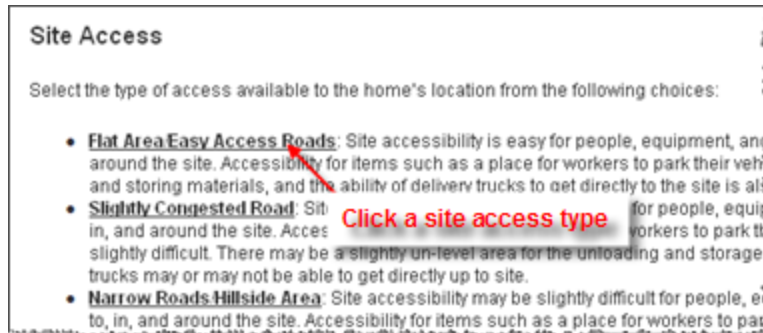 Site Access
Select the type of access available to the home's location from the following choices:
• Flat Area/Easy Access Roads: Site accessibility is easy for people, equipment, and
around the site. Accessibility for items such as a place for workers to park their veh
and storing materials, and the ability of delivery trucks to get directly to the site is als
• Slightly Congested Road: Sit
for people, equip
in, and around the site. Acces
workers to park th
Click a site access type
slightly difficult. There may be a slightly un-level area for the unloading and storage
trucks may or may not be able to get directly up to site.
• Narrow Roads/Hillside Area: Site accessibility may be slightly difficult for people, e
to, in, and around the site. Accessibility for items such as a place for workers to par